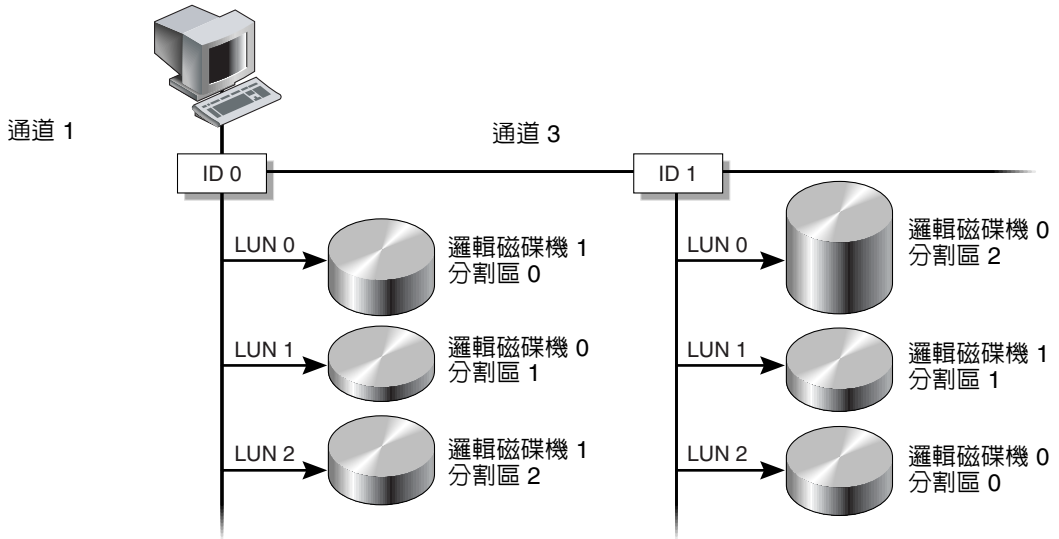 通道 1
通道 3
ID 0
ID 1
LUN 0
邏輯磁碟機 1
分割區 0
LUN 1
邏輯磁碟機 0
分割區 1
LUN 2
邏輯磁碟機 1
分割區 2
LUN 0
邏輯磁碟機 0
分割區 2
LUN 1
邏輯磁碟機 1
分割區 1
LUN 2
邏輯磁碟機 0
分割區 0